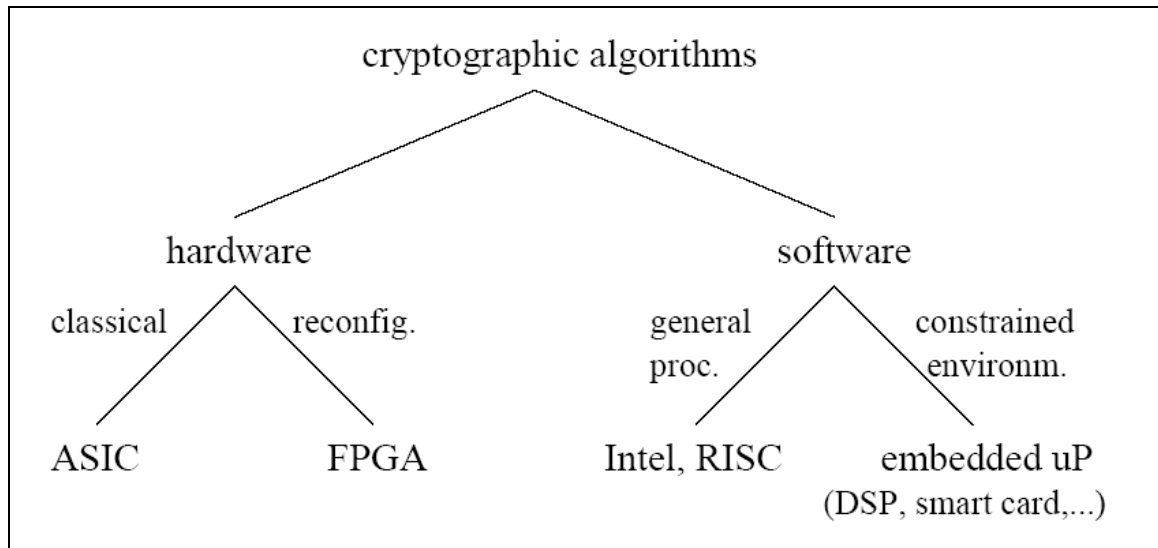 cryptographic algorithms
hardware
software
classical
reconfig.
general
proc.
constrained
environm.
ASIC
FPGA
Intel, RISC
embedded uP
(DSP, smart card,...)